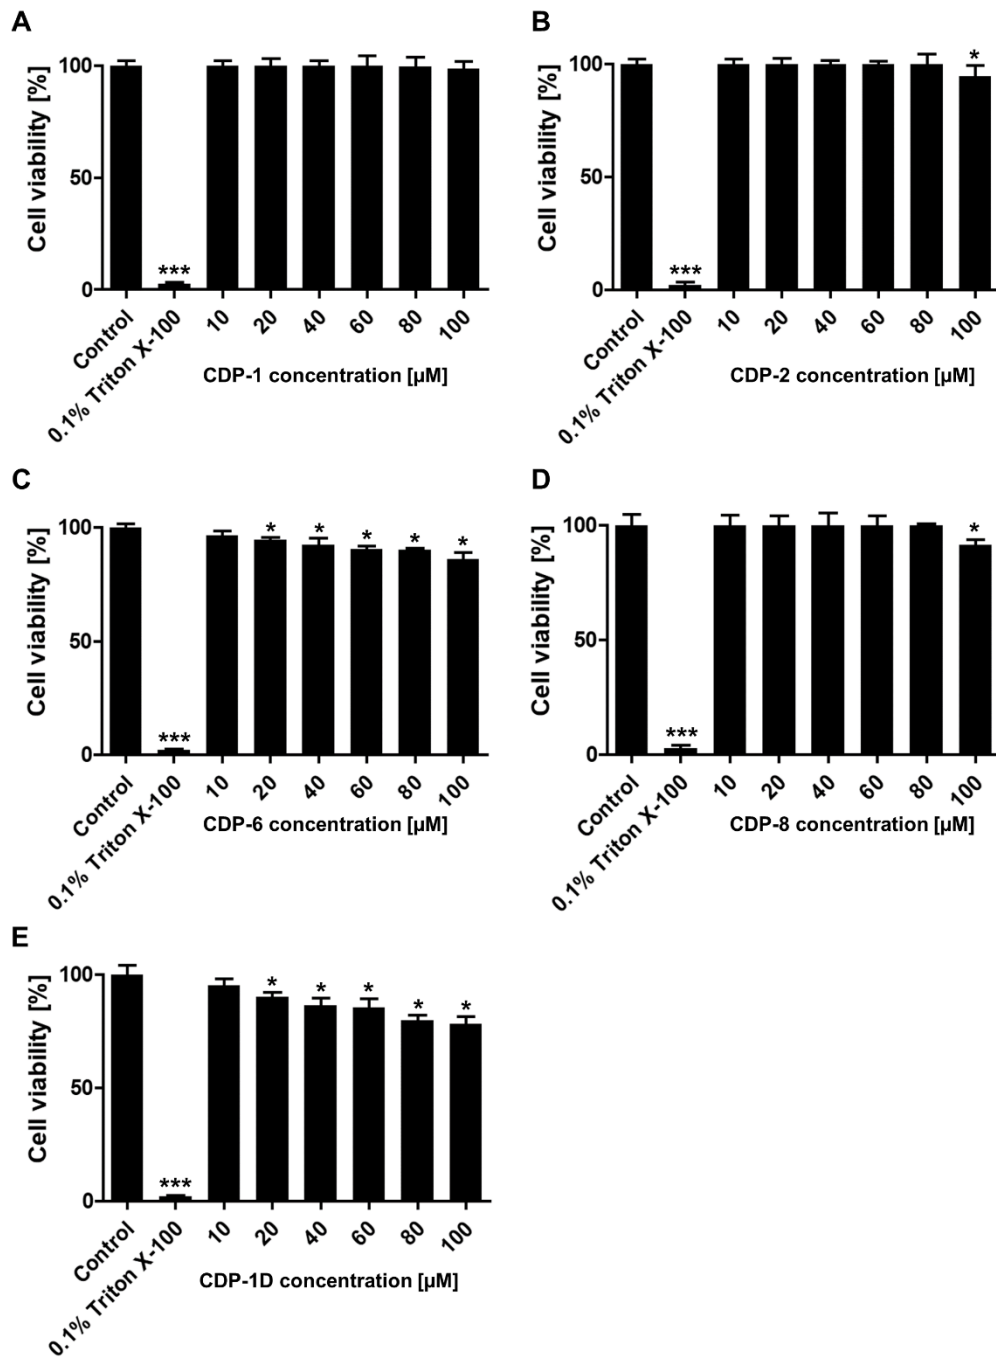 A
Cell viability [%]
100
50
0
***
Control
0.1% Triton X-100
10
20
40
60
80
100
CDP-1 concentration [µM]
B
Cell viability [%]
100
50
0
***
*
Control
0.1% Triton X-100
10
20
40
60
80
100
CDP-2 concentration [µM]
C
Cell viability [%]
100
50
0
***
*
*
*
*
*
Control
0.1% Triton X-100
10
20
40
60
80
100
CDP-6 concentration [µM]
D
Cell viability [%]
100
50
0
***
*
Control
0.1% Triton X-100
10
20
40
60
80
100
CDP-8 concentration [µM]
E
Cell viability [%]
100
50
0
***
*
*
*
*
*
Control
0.1% Triton X-100
10
20
40
60
80
100
CDP-1D concentration [µM]